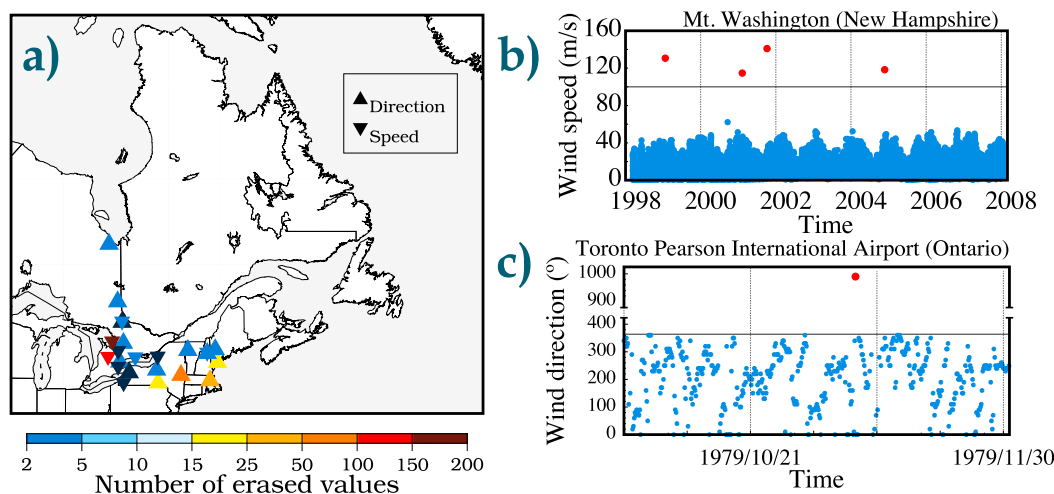 a)
Direction
Speed
2 5 10 15 25 50 100 150 200
Number of erased values
b)
Mt. Washington (New Hampshire)
Wind speed (m/s)
160
120
80
40
0
1998 2000 2002 2004 2006 2008
Time
c)
Toronto Pearson International Airport (Ontario)
Wind direction (º)
1000
900
400
300
200
100
0
1979/10/21 1979/11/30
Time